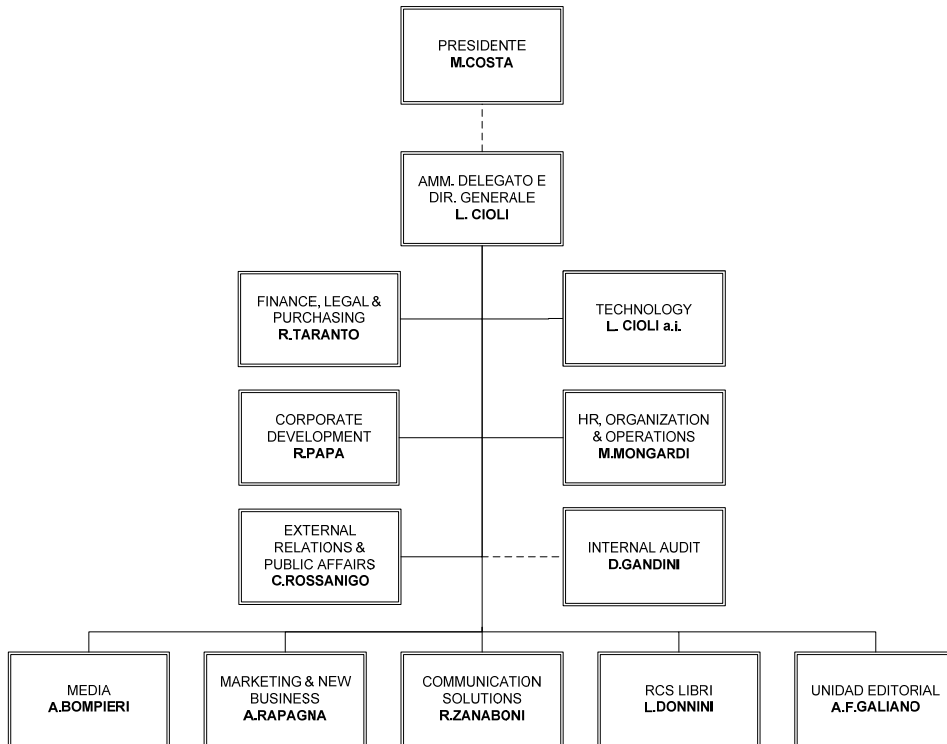 PRESIDENTE
M.COSTA
AMM. DELEGATO E
DIR. GENERALE
L. CIOLI
FINANCE, LEGAL &
PURCHASING
R.TARANTO
TECHNOLOGY
L. CIOLI a.i.
CORPORATE
DEVELOPMENT
R.PAPA
HR, ORGANIZATION
& OPERATIONS
M.MONGARDI
EXTERNAL
RELATIONS &
PUBLIC AFFAIRS
C.ROSSANIGO
INTERNAL AUDIT
D.GANDINI
MEDIA
A.BOMPIERI
MARKETING & NEW
BUSINESS
A.RAPAGNA
COMMUNICATION
SOLUTIONS
R.ZANABONI
RCS LIBRI
L.DONNINI
UNIDAD EDITORIAL
A.F.GALIANO